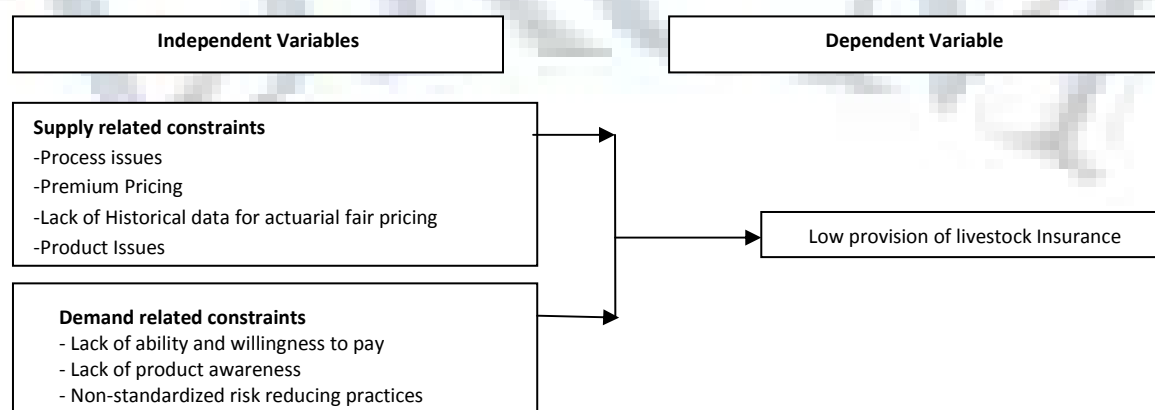 Independent Variables
Dependent Variable
Supply related constraints
-Process issues
-Premium Pricing
-Lack of Historical data for actuarial fair pricing
-Product Issues
Low provision of livestock Insurance
Demand related constraints
- Lack of ability and willingness to pay
- Lack of product awareness
- Non-standardized risk reducing practices